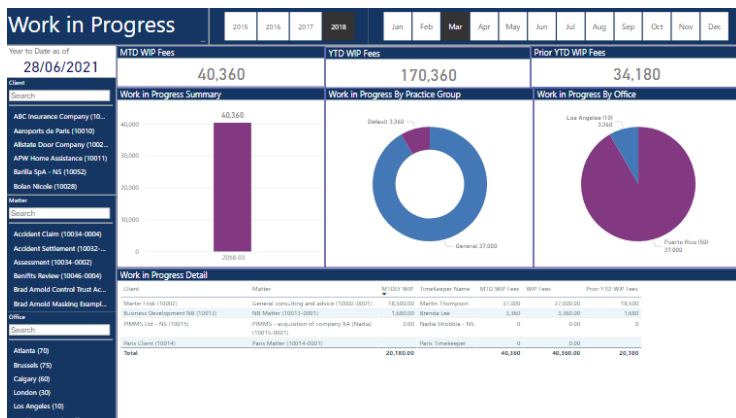 Work in Progress
2015 2016 2017 2018
Jan Feb Mar Apr May Jun Jul Aug Sep Oct Nov Dec
Year to Date as of
28/06/2021
MTD WIP Fees
40,360
YTD WIP Fees
170,360
Prior YTD WIP Fees
34,180
Client
Search
ABC Insurance Company (10...
Aeroports de Paris (10010)
Allstate Door Company (1002...
APW Home Assistance (10011)
Barilla SpA - NS (10052)
Bolan Nicole (10028)
Matter
Search
Accident Claim (10034-0004)
Accident Settlement (10032-...
Assessment (10034-0002)
Benifits Review (10046-0004)
Brad Arnold Control Trust Ac...
Brad Arnold Masking Exampl...
Office
Search
Atlanta (70)
Brussels (75)
Calgary (60)
London (30)
Los Angeles (10)
Work in Progress Summary
40,360
40,000
30,000
20,000
10,000
0
2018-03
Work in Progress By Practice Group
Default 3,360
General 37,000
Work in Progress By Office
Los Angeles (10)
3,360
Puerto Rico (50)
37,000
Work in Progress Detail
Client Matter MTDLY WIP TimeKeeper Name MTD WIP Fees WIP Fees Prior YTD WIP Fees
Martin Frisk (10002) General consulting and advice (10002-0001) 18,500.00 Martin Thompson 37,000 37,000.00 18,500
Business Development NB (10013) NB Matter (10013-0001) 1,680.00 Brenda Lee 3,360 3,360.00 1,680
PIMMS Ltd - NS (10015) PIMMS - acquisition of company XA (Nadia) 0.00 Nadia Strobbia - NS 0 0.00 0
(10015-0001)
Paris Client (10014) Paris Matter (10014-0001) Paris Timekeeper 0 0.00
Total 20,180.00 40,360 40,360.00 20,180